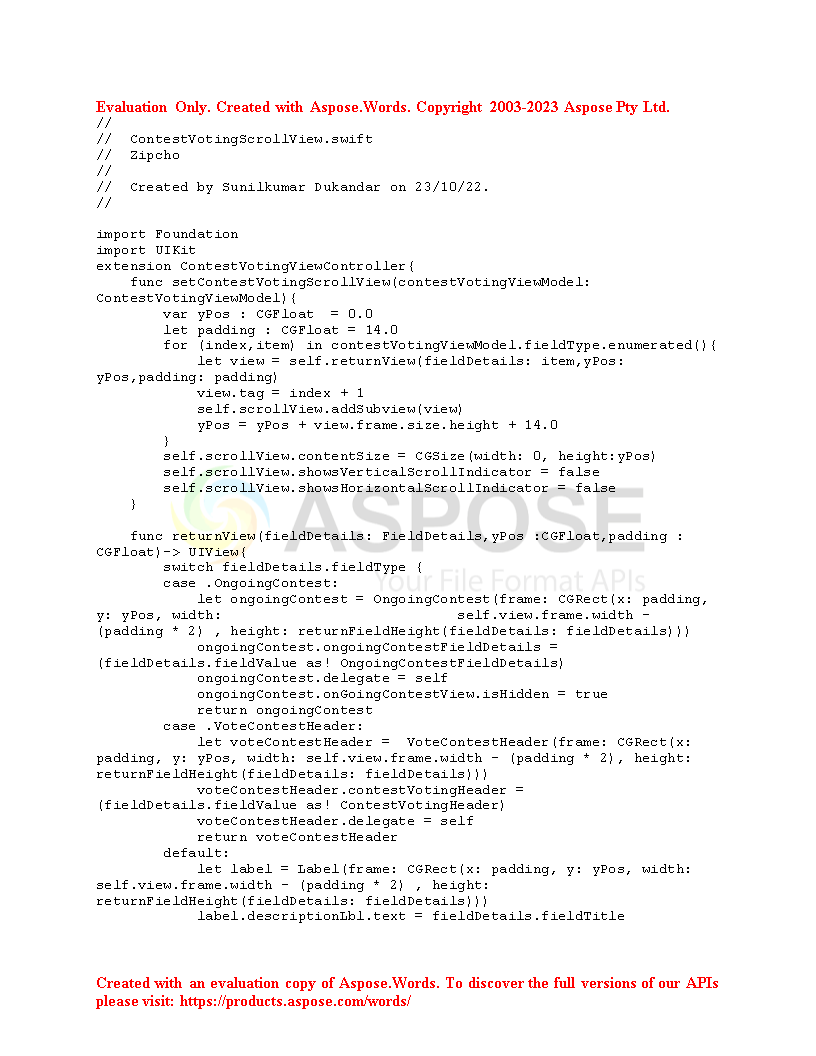 Evaluation Only. Created with Aspose.Words. Copyright 2003-2023 Aspose Pty Ltd.
//
//  ContestVotingScrollView.swift
//  Zipcho
//
//  Created by Sunilkumar Dukandar on 23/10/22.
//

import Foundation
import UIKit
extension ContestVotingViewController{
    func setContestVotingScrollView(contestVotingViewModel:
ContestVotingViewModel){
        var yPos : CGFloat  = 0.0
        let padding : CGFloat = 14.0
        for (index,item) in contestVotingViewModel.fieldType.enumerated(){
            let view = self.returnView(fieldDetails: item,yPos:
yPos,padding: padding)
            view.tag = index + 1
            self.scrollView.addSubview(view)
            yPos = yPos + view.frame.size.height + 14.0
        }
        self.scrollView.contentSize = CGSize(width: 0, height:yPos)
        self.scrollView.showsVerticalScrollIndicator = false
        self.scrollView.showsHorizontalScrollIndicator = false
    }
ASPOSE
Your File Format APIs

    func returnView(fieldDetails: FieldDetails,yPos :CGFloat,padding :
CGFloat)-> UIView{
        switch fieldDetails.fieldType {
        case .OngoingContest:
            let ongoingContest = OngoingContest(frame: CGRect(x: padding,
y: yPos, width:                            self.view.frame.width -
(padding * 2) , height: returnFieldHeight(fieldDetails: fieldDetails)))
            ongoingContest.ongoingContestFieldDetails =
(fieldDetails.fieldValue as! OngoingContestFieldDetails)
            ongoingContest.delegate = self
            ongoingContest.onGoingContestView.isHidden = true
            return ongoingContest
        case .VoteContestHeader:
            let voteContestHeader =  VoteContestHeader(frame: CGRect(x:
padding, y: yPos, width: self.view.frame.width - (padding * 2), height:
returnFieldHeight(fieldDetails: fieldDetails)))
            voteContestHeader.contestVotingHeader =
(fieldDetails.fieldValue as! ContestVotingHeader)
            voteContestHeader.delegate = self
            return voteContestHeader
        default:
            let label = Label(frame: CGRect(x: padding, y: yPos, width:
self.view.frame.width - (padding * 2) , height:
returnFieldHeight(fieldDetails: fieldDetails)))
            label.descriptionLbl.text = fieldDetails.fieldTitle
Created with an evaluation copy of Aspose.Words. To discover the full versions of our APIs
please visit: https://products.aspose.com/words/